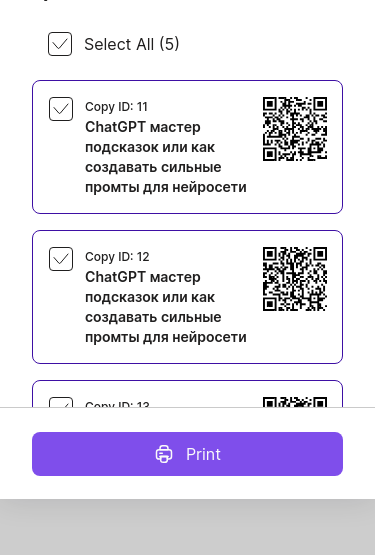 Select All (5)
Copy ID: 11
ChatGPT мастер
подсказок или как
создавать сильные
промты для нейросети
Copy ID: 12
ChatGPT мастер
подсказок или как
создавать сильные
промты для нейросети
Copy ID: 13
Print